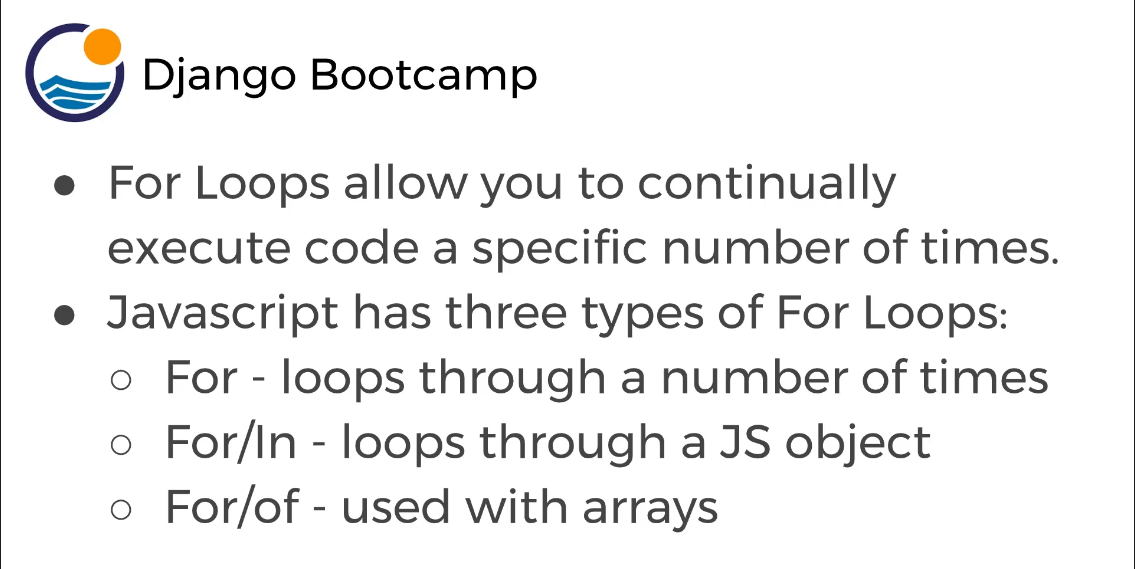 Django Bootcamp
● For Loops allow you to continually
execute code a specific number of times.
● Javascript has three types of For Loops:
○ For - loops through a number of times
○ For/In - loops through a JS object
○ For/of - used with arrays